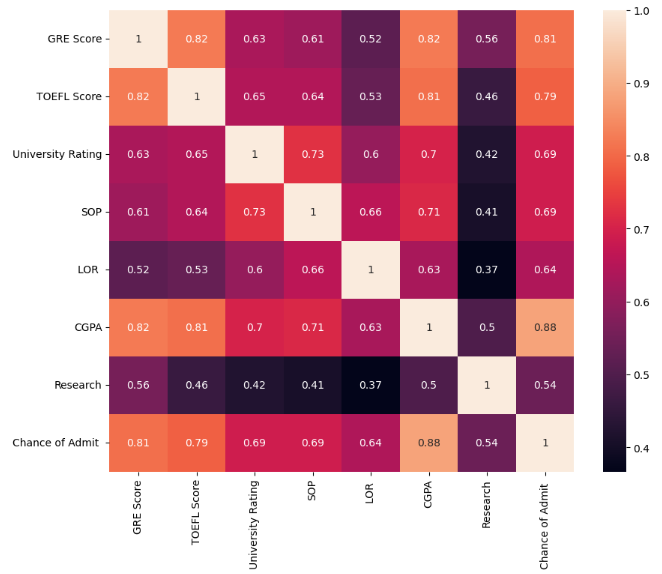 GRE Score 1 0.82 0.63 0.61 0.52 0.82 0.56 0.81
TOEFL Score 0.82 1 0.65 0.64 0.53 0.81 0.46 0.79
University Rating 0.63 0.65 1 0.73 0.6 0.7 0.42 0.69
SOP 0.61 0.64 0.73 1 0.66 0.71 0.41 0.69
LOR 0.52 0.53 0.6 0.66 1 0.63 0.37 0.64
CGPA 0.82 0.81 0.7 0.71 0.63 1 0.5 0.88
Research 0.56 0.46 0.42 0.41 0.37 0.5 1 0.54
Chance of Admit 0.81 0.79 0.69 0.69 0.64 0.88 0.54 1
GRE Score
TOEFL Score
University Rating
SOP
LOR
CGPA
Research
Chance of Admit
1.0
0.9
0.8
0.7
0.6
0.5
0.4